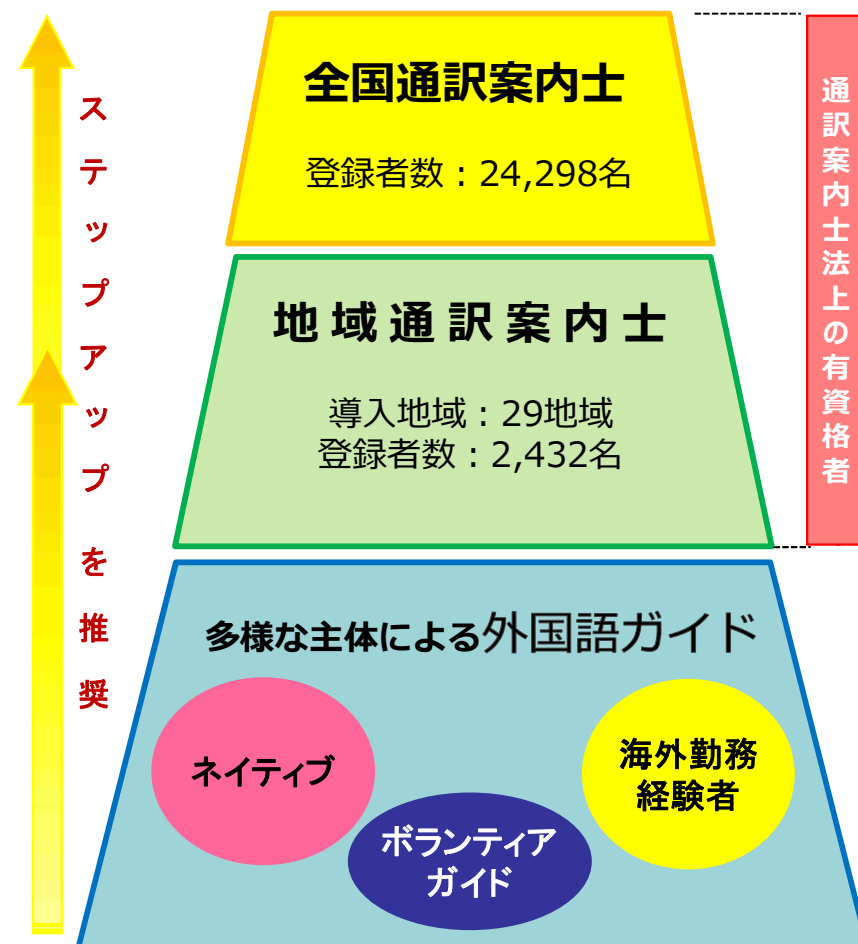 全国通訳案内士
登録者数：24,298名
地域通訳案内士
導入地域：29地域
登録者数：2,432名
多様な主体による外国語ガイド
ネイティブ
海外勤務
経験者
ボランティア
ガイド
ステップアップを推奨
通訳案内士法上の有資格者